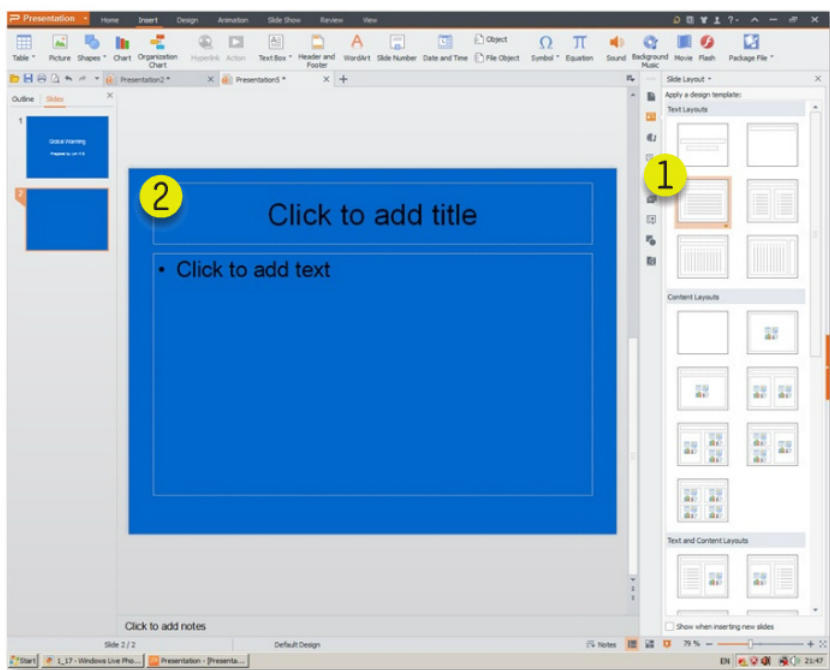 Presentation
Home Insert Design Animation Slide Show Review View
Table Picture Shapes Chart Organization Chart Hyperlink Action Text Box Header and Footer WordArt Slide Number Date and Time Object File Object Symbol Equation Sound Background Music Movie Flash Package File
Presentation2 * X Presentation5 * X +
Outline Slides X
Slide Layout
Apply a design template:
Text Layouts
1
Global Warming
2
1
2
Click to add title
• Click to add text
Content Layouts
Text and Content Layouts
Show when inserting new slides
Click to add notes
Slide 2 / 2 Default Design Notes 79 %
Start 1_17 - Windows Live Pho... Presentation - [Presenta... EN 21:47